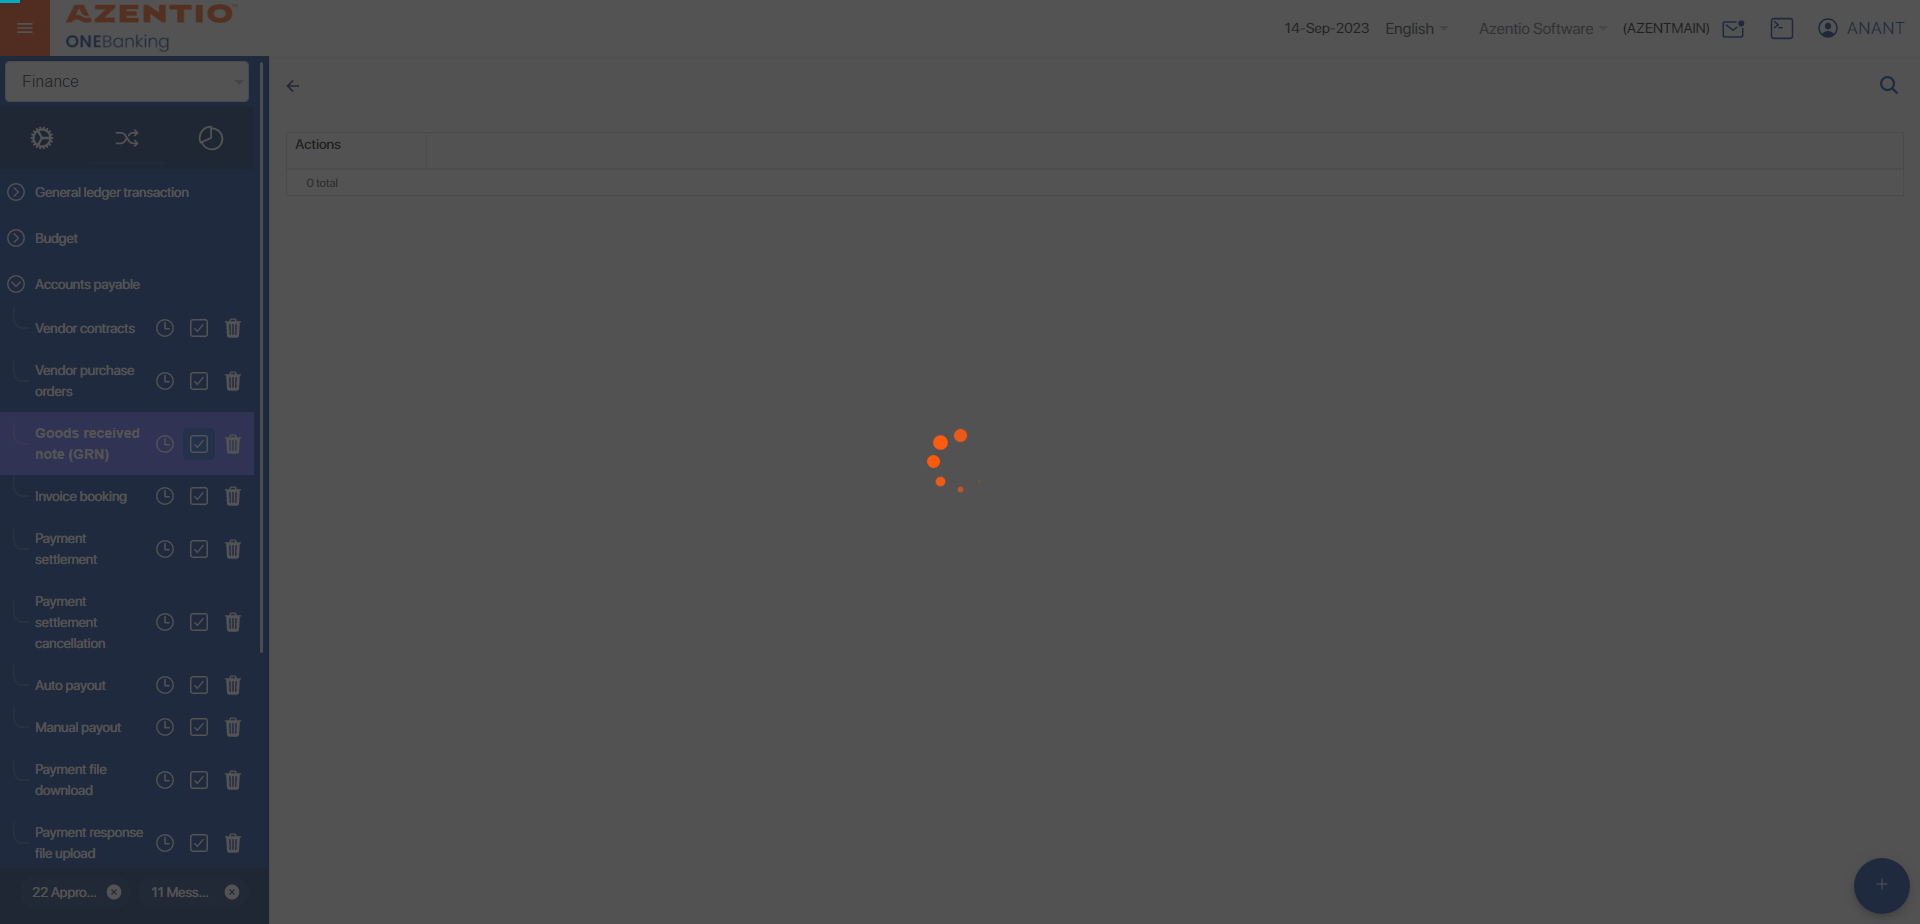 AZENTIO
ONEBanking
14-Sep-2023 English Azentio Software (AZENTMAIN) ANANT
Finance
General ledger transaction
Budget
Accounts payable
Vendor contracts
Vendor purchase
orders
Goods received
note (GRN)
Invoice booking
Payment
settlement
Payment
settlement
cancellation
Auto payout
Manual payout
Payment file
download
Payment response
file upload
22 Appro... 11 Mess...
Actions
0 total